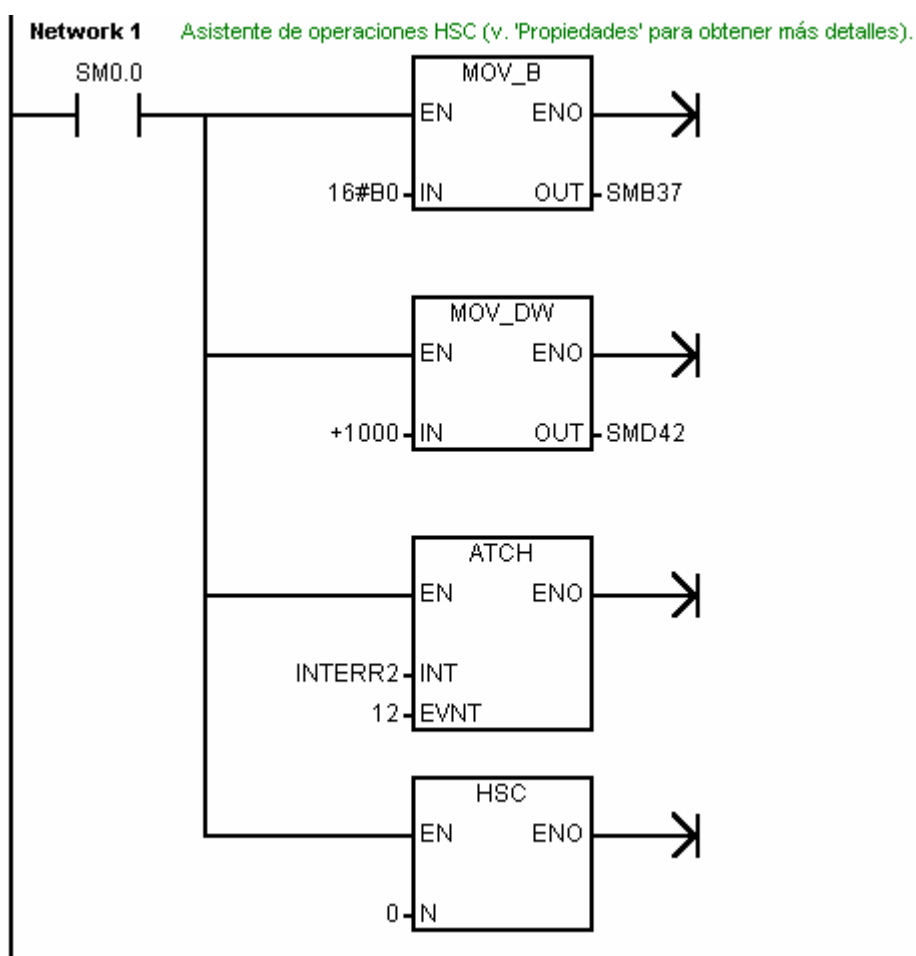 Network 1 Asistente de operaciones HSC (v. 'Propiedades' para obtener más detalles).
SM0.0
MOV_B
EN ENO
16#B0 IN OUT SMB37
MOV_DW
EN ENO
+1000 IN OUT SMD42
ATCH
EN ENO
INTERR2 INT
12 EVNT
HSC
EN ENO
0 N